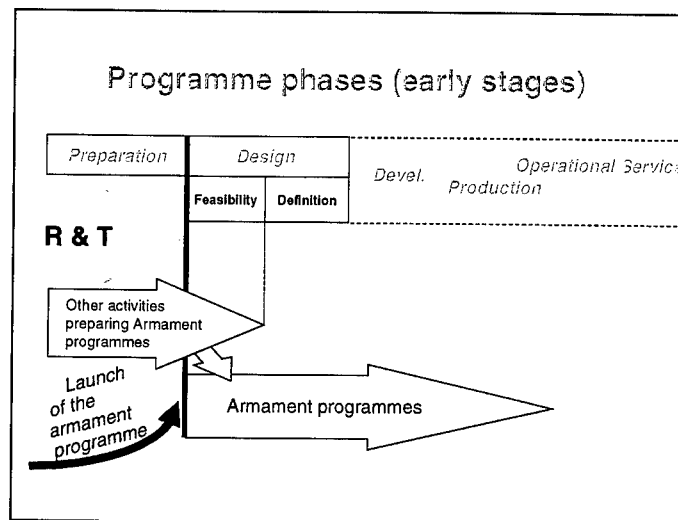 Programme phases (early stages)
Preparation
Design
Devel.
Operational Service
Production
Feasibility
Definition
R & T
Other activities
preparing Armament
programmes
Launch
of the
armament
programme
Armament programmes